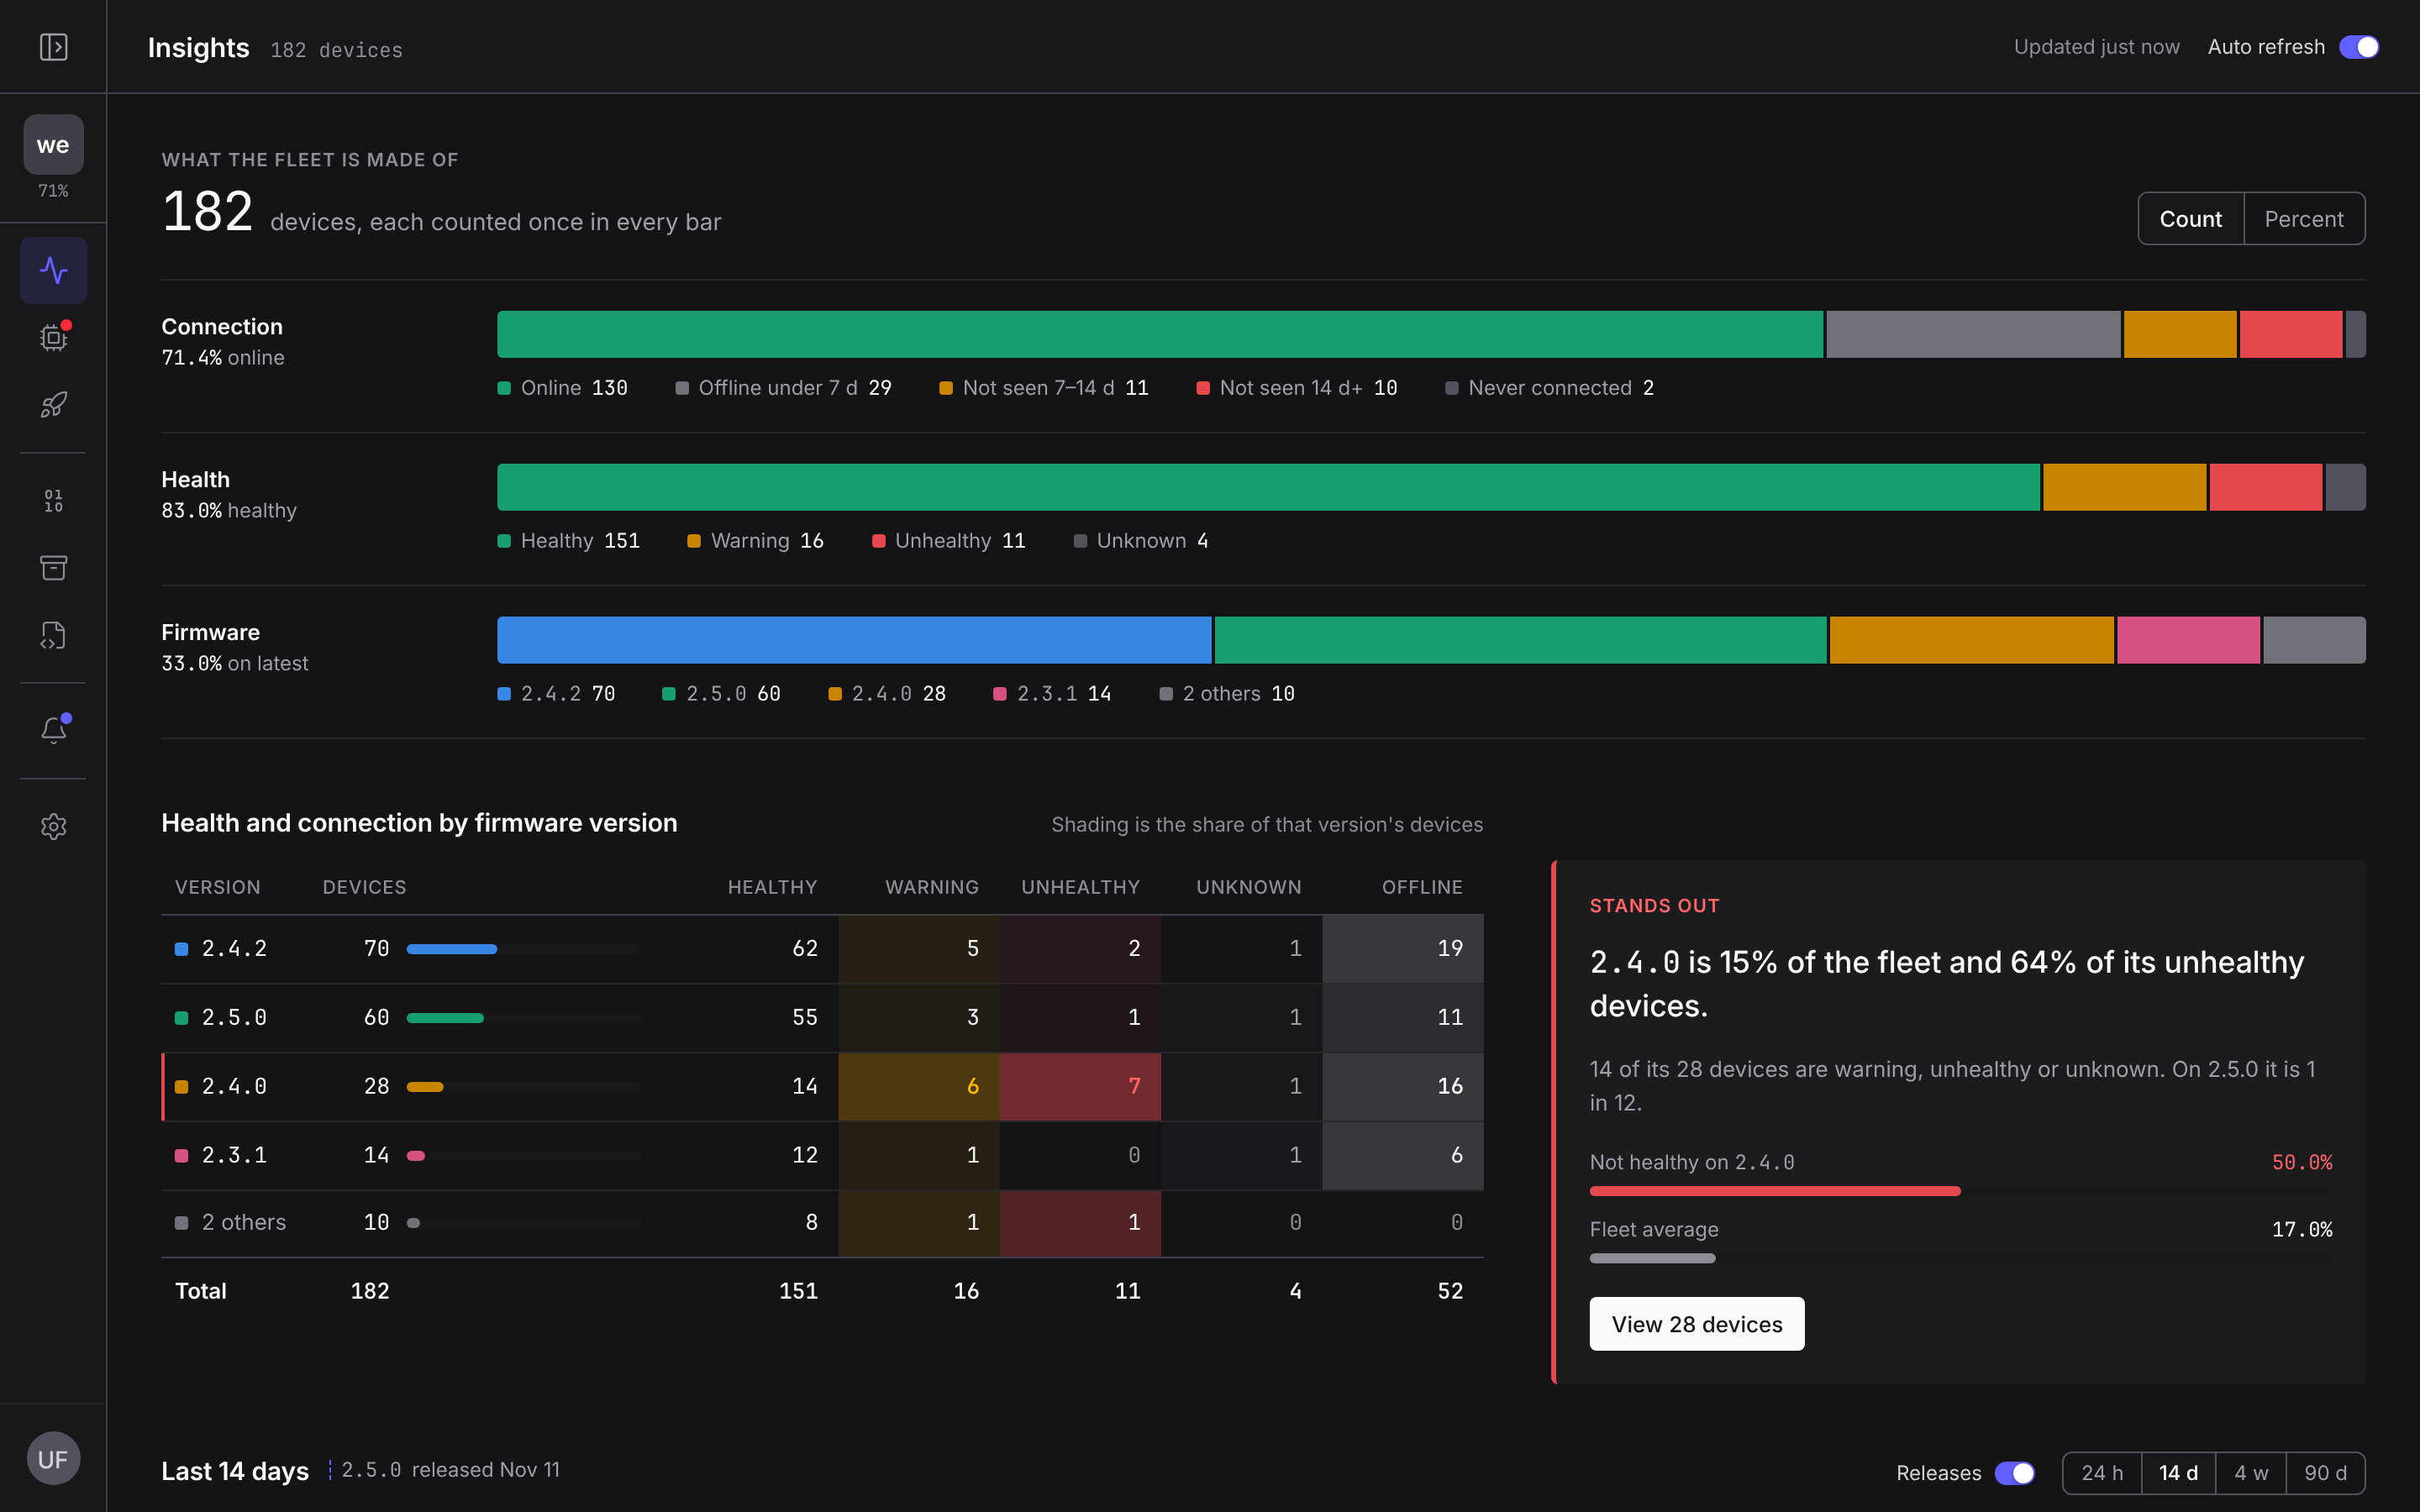 Insights 182 devices
Updated just now Auto refresh
we
71%
WHAT THE FLEET IS MADE OF
182 devices, each counted once in every bar
Count Percent
Connection
71.4% online
Online 130 Offline under 7 d 29 Not seen 7–14 d 11 Not seen 14 d+ 10 Never connected 2
Health
83.0% healthy
Healthy 151 Warning 16 Unhealthy 11 Unknown 4
01
10
Firmware
33.0% on latest
2.4.2 70 2.5.0 60 2.4.0 28 2.3.1 14 2 others 10
Health and connection by firmware version
Shading is the share of that version's devices
VERSION DEVICES HEALTHY WARNING UNHEALTHY UNKNOWN OFFLINE
2.4.2 70 62 5 2 1 19
2.5.0 60 55 3 1 1 11
2.4.0 28 14 6 7 1 16
2.3.1 14 12 1 0 1 6
2 others 10 8 1 1 0 0
Total 182 151 16 11 4 52
STANDS OUT
2.4.0 is 15% of the fleet and 64% of its unhealthy
devices.
14 of its 28 devices are warning, unhealthy or unknown. On 2.5.0 it is 1
in 12.
Not healthy on 2.4.0 50.0%
Fleet average 17.0%
View 28 devices
UF
Last 14 days 2.5.0 released Nov 11
Releases 24 h 14 d 4 w 90 d